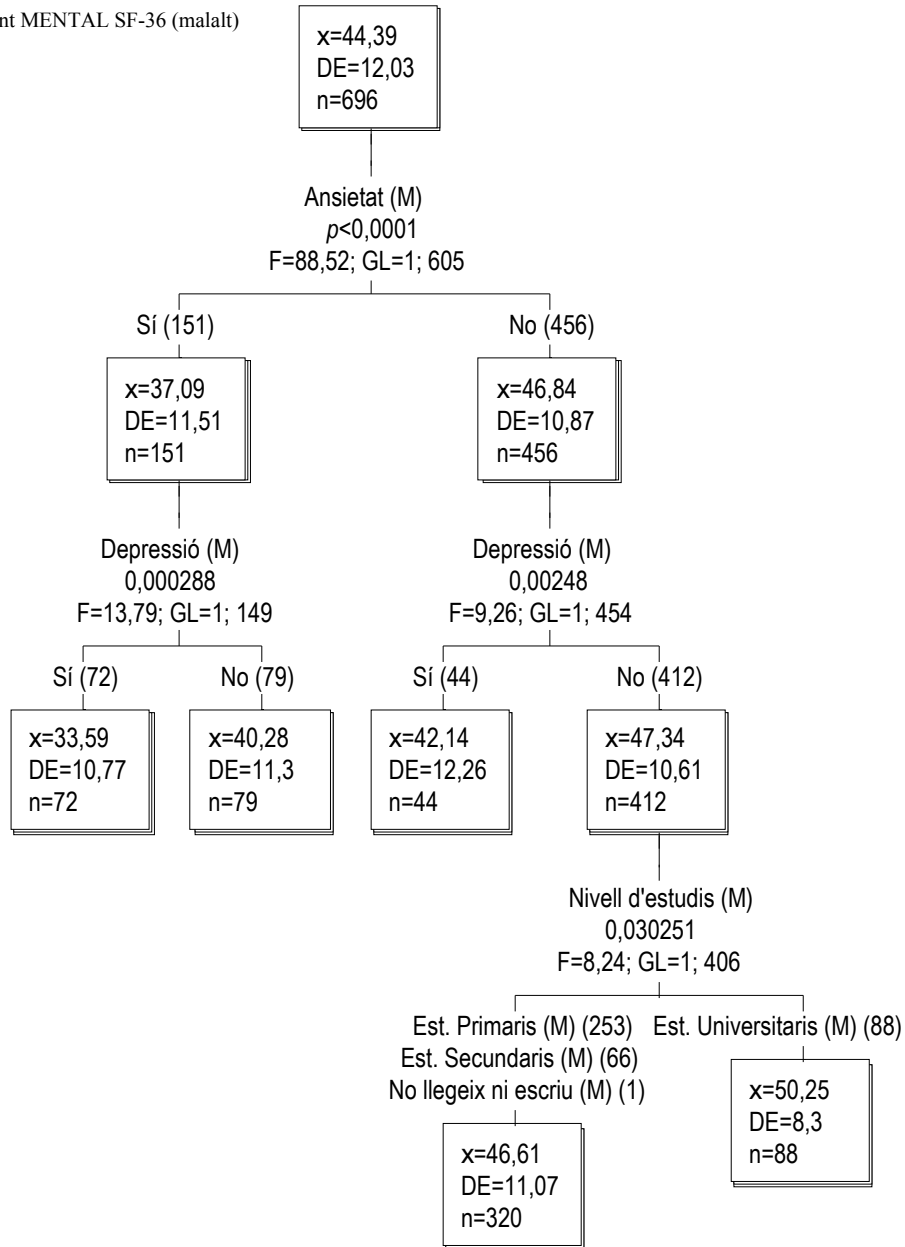 nt MENTAL SF-36 (malalt)
x=44,39
DE=12,03
n=696
Ansietat (M)
p<0,0001
F=88,52; GL=1; 605
Sí (151)
No (456)
x=37,09
DE=11,51
n=151
x=46,84
DE=10,87
n=456
Depressió (M)
0,000288
F=13,79; GL=1; 149
Depressió (M)
0,00248
F=9,26; GL=1; 454
Sí (72)
No (79)
Sí (44)
No (412)
x=33,59
DE=10,77
n=72
x=40,28
DE=11,3
n=79
x=42,14
DE=12,26
n=44
x=47,34
DE=10,61
n=412
Nivell d'estudis (M)
0,030251
F=8,24; GL=1; 406
Est. Primaris (M) (253)
Est. Secundaris (M) (66)
No llegeix ni escriu (M) (1)
Est. Universitaris (M) (88)
x=46,61
DE=11,07
n=320
x=50,25
DE=8,3
n=88